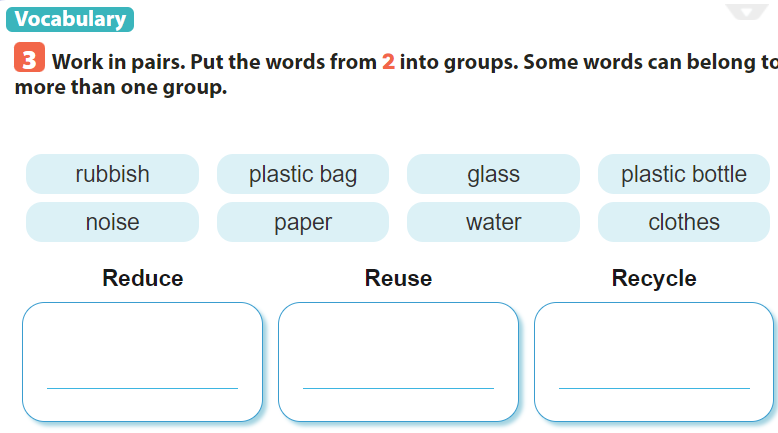 Vocabulary
3 Work in pairs. Put the words from 2 into groups. Some words can belong to
more than one group.
rubbish plastic bag glass plastic bottle
noise paper water clothes
Reduce Reuse Recycle